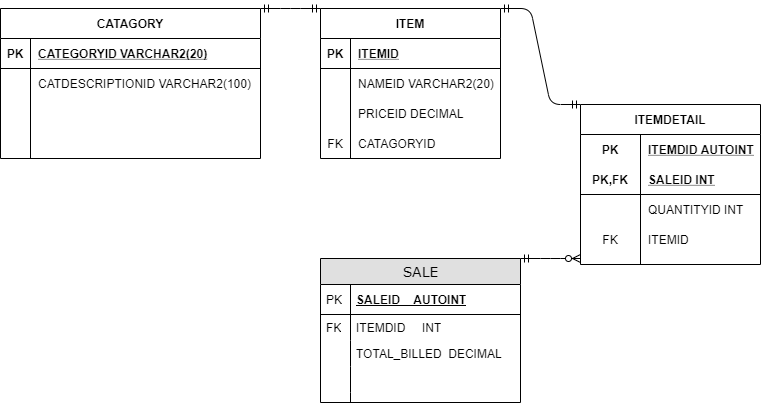 CATAGORY
PK CATEGORYID VARCHAR2(20)
CATDESCRIPTIONID VARCHAR2(100)
ITEM
PK ITEMID
NAMEID VARCHAR2(20)
PRICEID DECIMAL
FK CATAGORYID
ITEMDETAIL
PK ITEMDID AUTOINT
PK,FK SALEID INT
QUANTITYID INT
FK ITEMID
SALE
PK SALEID AUTOINT
FK ITEMDID INT
TOTAL_BILLED DECIMAL